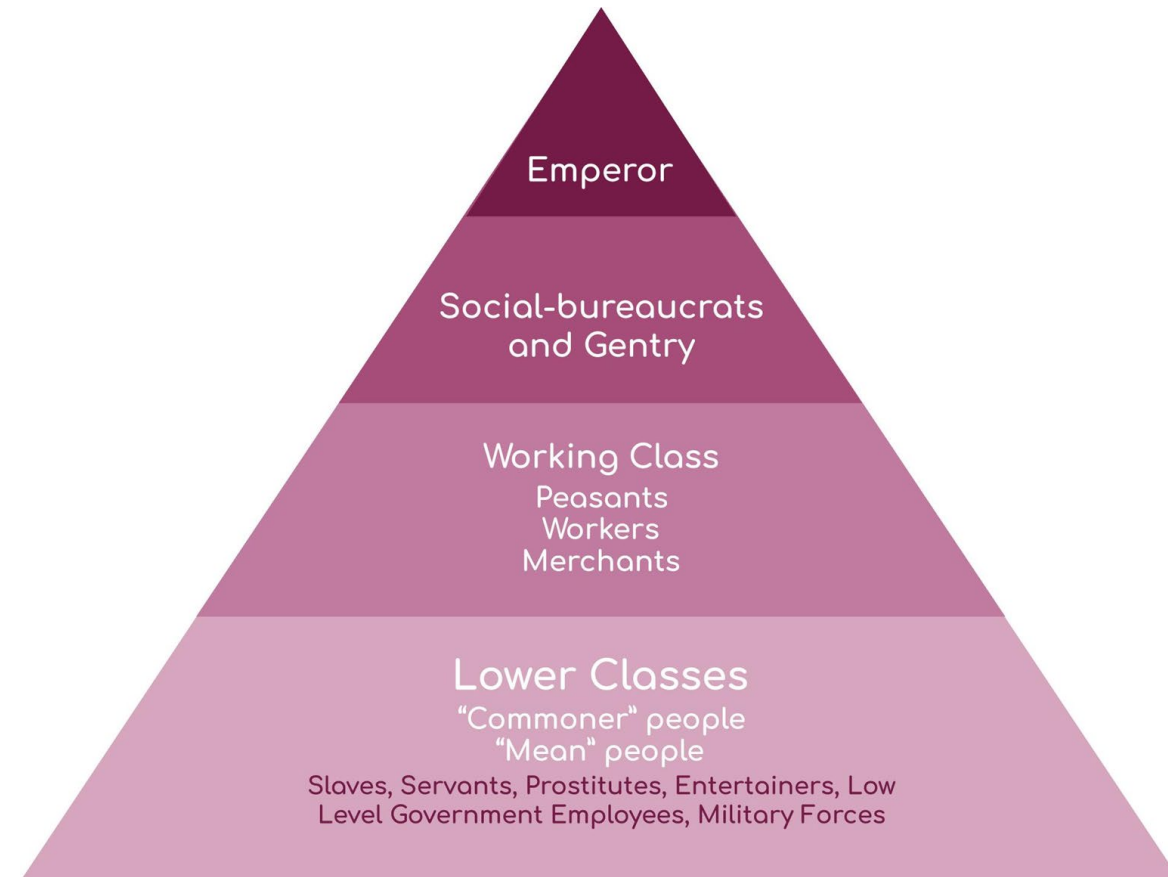 Emperor
Social-bureaucrats
and Gentry
Working Class
Peasants
Workers
Merchants
Lower Classes
“Commoner” people
“Mean” people
Slaves, Servants, Prostitutes, Entertainers, Low
Level Government Employees, Military Forces